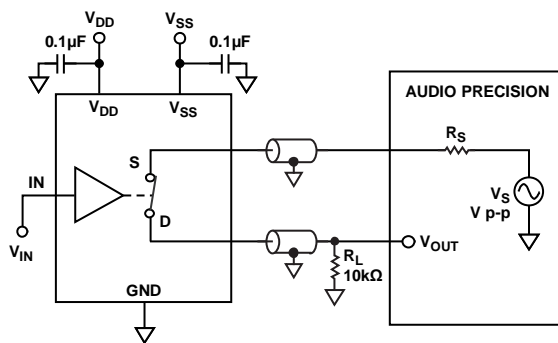 VDD
VSS
0.1µF
0.1µF
VDD
VSS
AUDIO PRECISION
RS
S
IN
VS
V p-p
D
VIN
VOUT
RL
10kΩ
GND